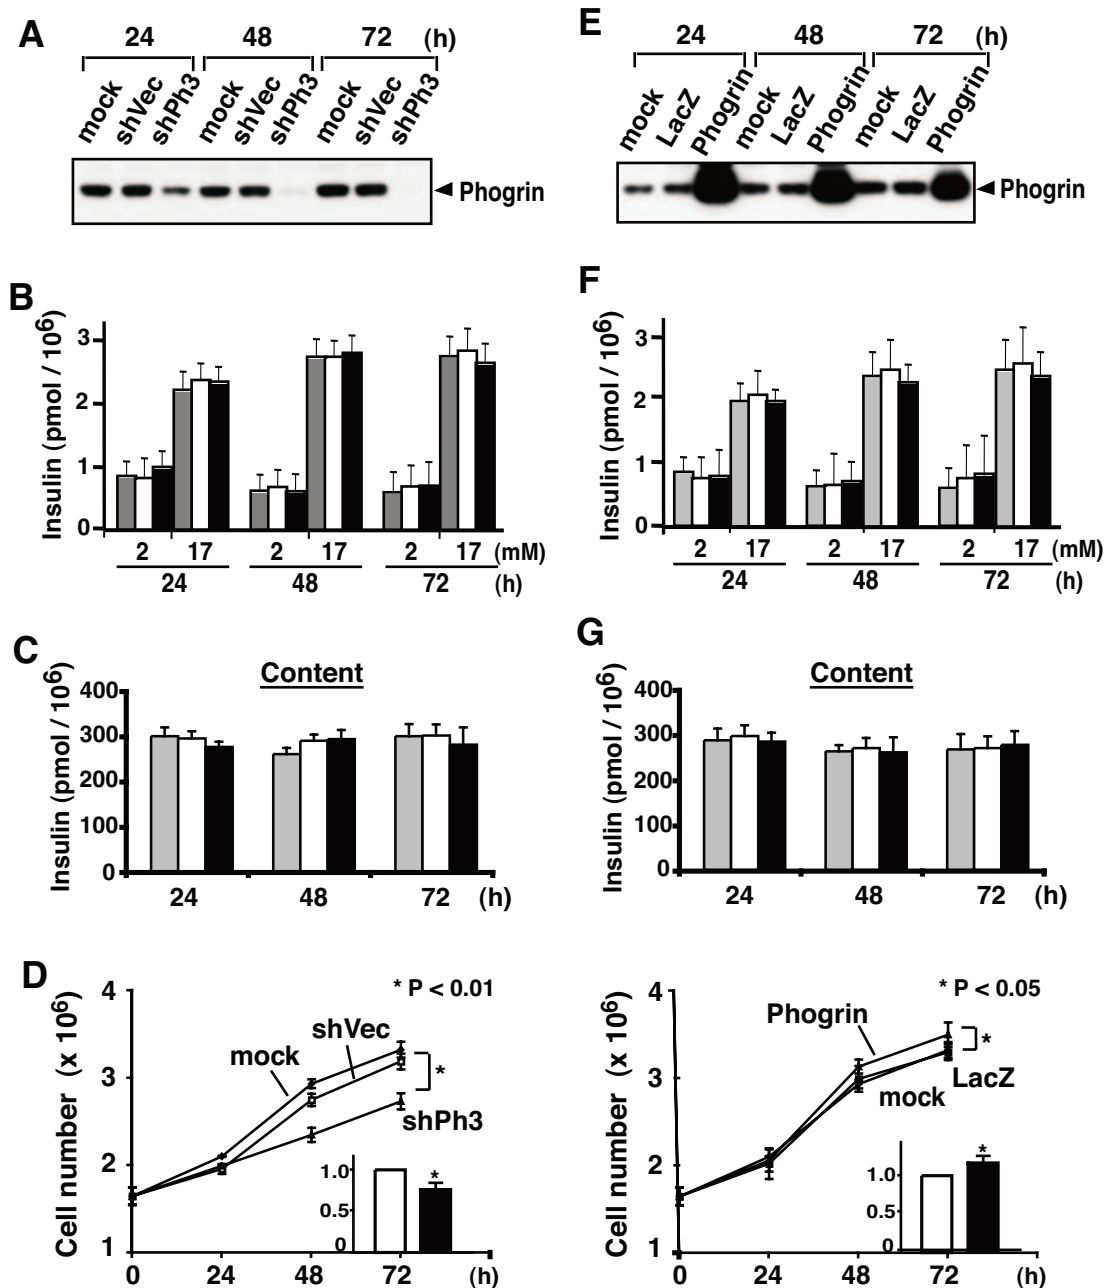 A
24 48 72 (h)
mock shVec shPh3 mock shVec shPh3 mock shVec shPh3
Phogrin
E
24 48 72 (h)
mock LacZ Phogrin mock LacZ Phogrin mock LacZ Phogrin
Phogrin
B
Insulin (pmol / 10⁶)
3
2
1
0
2 17 2 17 2 17 (mM)
24 48 72 (h)
F
Insulin (pmol / 10⁶)
3
2
1
0
2 17 2 17 2 17 (mM)
24 48 72 (h)
C
Content
Insulin (pmol / 10⁶)
400
300
200
100
0
24 48 72 (h)
G
Content
Insulin (pmol / 10⁶)
400
300
200
100
0
24 48 72 (h)
D
Cell number (x 10⁶)
4
3
2
1
* P < 0.01
shVec
mock
*
shPh3
1.0
0.5
0
*
0 24 48 72 (h)
Cell number (x 10⁶)
4
3
2
1
* P < 0.05
Phogrin
*
LacZ
mock
1.0
0.5
0
*
0 24 48 72 (h)